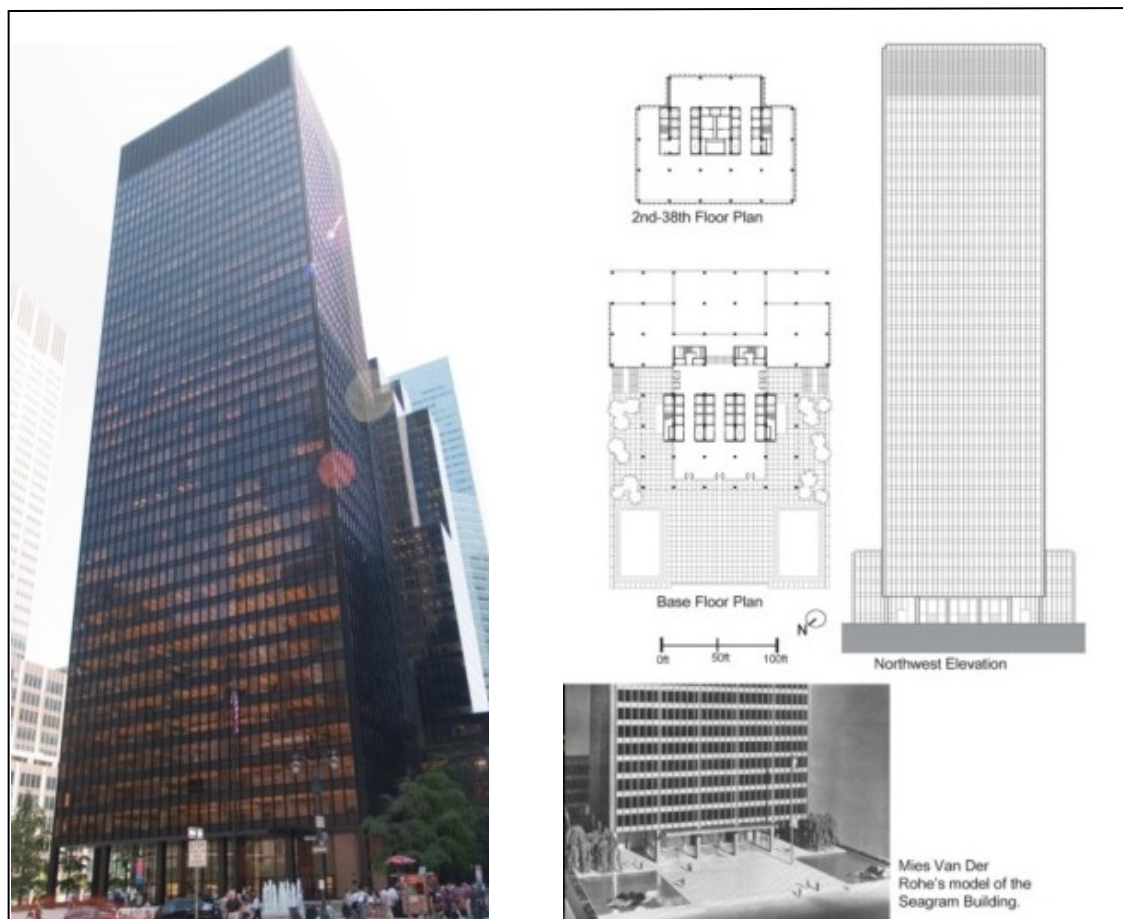 2nd-38th Floor Plan
Base Floor Plan
N
0ft 50ft 100ft
Northwest Elevation
Mies Van Der
Rohe's model of the
Seagram Building.